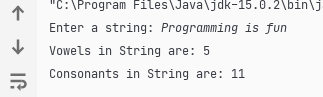 "C:\Program Files\Java\jdk-15.0.2\bin\j
Enter a string: Programming is fun
Vowels in String are: 5
Consonants in String are: 11